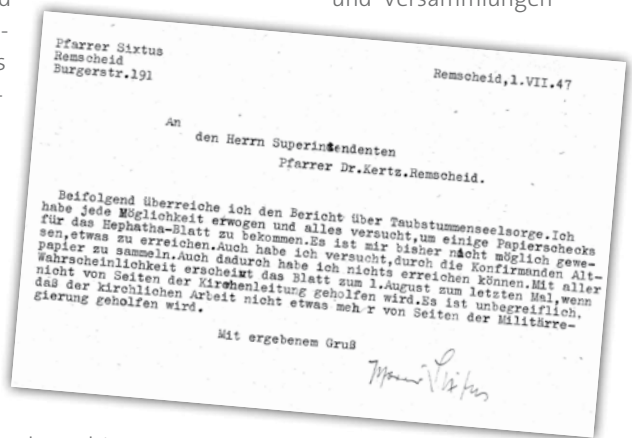 und Versammlungen
Pfarrer Sixtus
Remscheid
Burgerstr.191
Remscheid,1.VII.47
An
den Herrn Superintendenten
Pfarrer Dr.Kertz.Remscheid.
Beifolgend überreiche ich den Bericht über Taubstummenseelsorge.Ich
habe jede Möglichkeit erwogen und alles versucht,um einige Papierschecks
für das Hephatha-Blatt zu bekommen.Es ist mir bisher nicht möglich gewe-
sen,etwas zu erreichen.Auch habe ich versucht,durch die Konfirmanden Alt-
papier zu sammeln.Auch dadurch habe ich nichts erreichen können.Mit aller
Wahrscheinlichkeit erscheint das Blatt zum 1.August zum letzten Mal,wenn
nicht von Seiten der Kirchenleitung geholfen wird.Es ist unbegreiflich,
daß der kirchlichen Arbeit nicht etwas meh r von Seiten der Militärre-
gierung geholfen wird.
Mit ergebenem Gruß
Sixtus